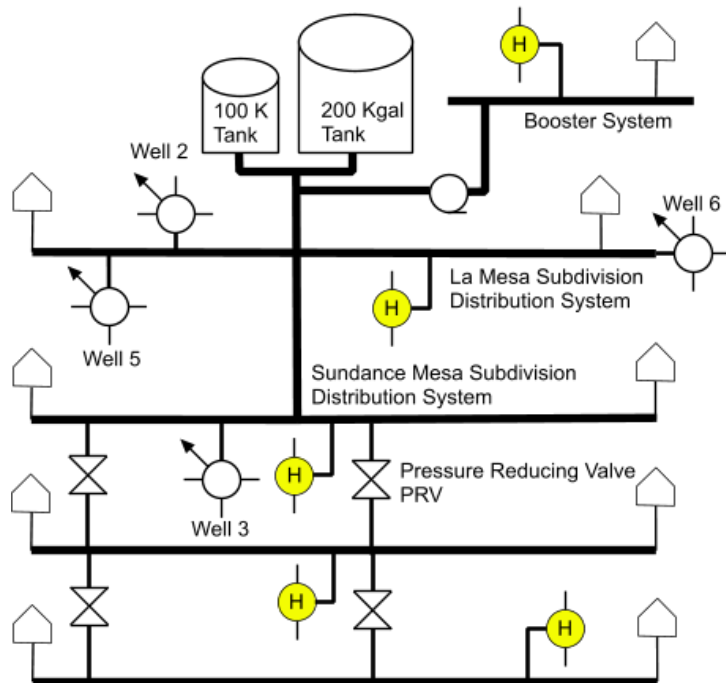 H
100 K
Tank
200 Kgal
Tank
Booster System
Well 2
Well 6
La Mesa Subdivision
Distribution System
H
Well 5
Sundance Mesa Subdivision
Distribution System
H
Pressure Reducing Valve
PRV
Well 3
H
H